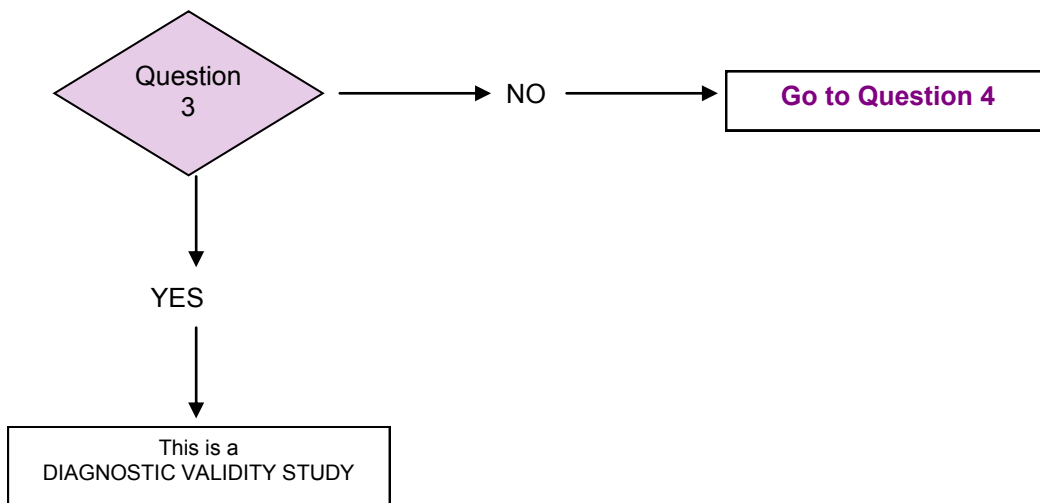 Question
3
NO
Go to Question 4
YES
This is a
DIAGNOSTIC VALIDITY STUDY